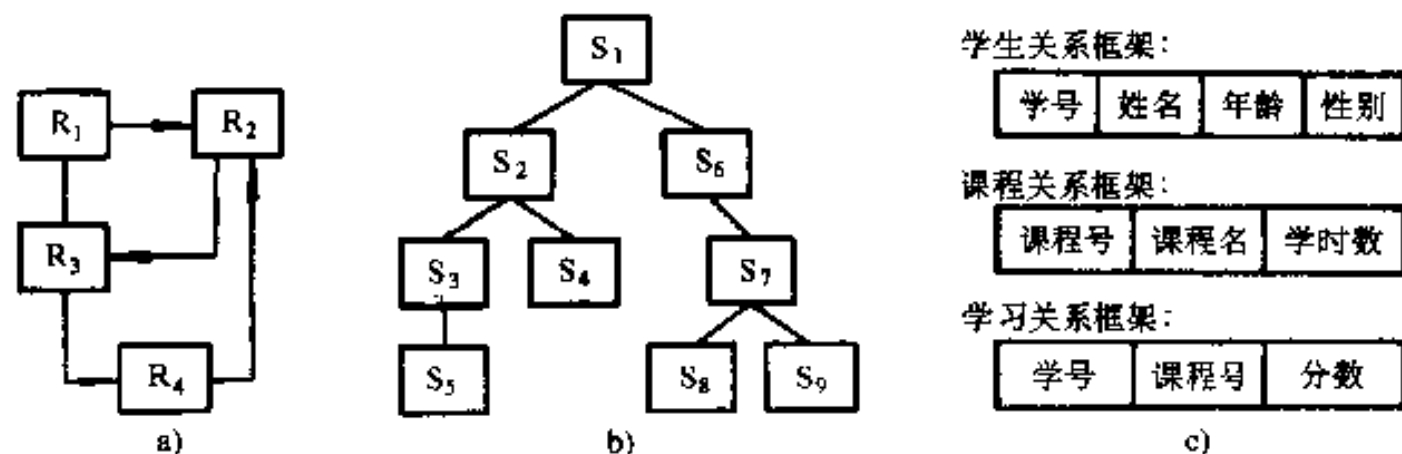 R₁
R₂
R₃
R₄
a)
S₁
S₂
S₆
S₃
S₄
S₇
S₅
S₈
S₉
b)
学生关系框架:
学号 姓名 年龄 性别
课程关系框架:
课程号 课程名 学时数
学习关系框架:
学号 课程号 分数
c)